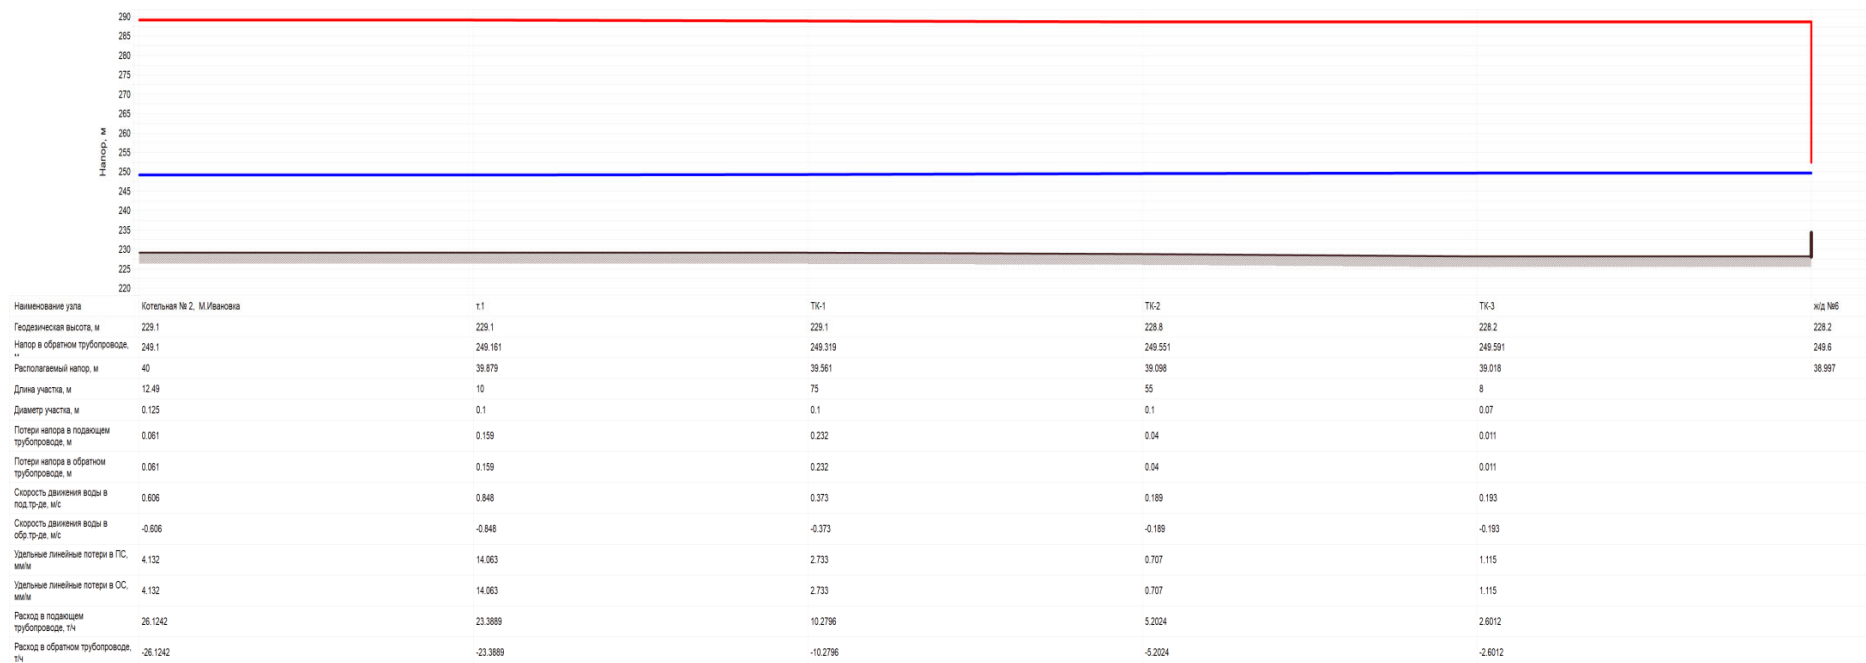 290
285
280
275
270
265
260
255
250
245
240
235
230
225
220
Напор, м
Наименование узла Котельная № 2, М.Ивановка т.1 ТК-1 ТК-2 ТК-3 ж/д №6
Геодезическая высота, м 229.1 229.1 229.1 228.8 228.2 228.2
Напор в обратном трубопроводе, 249.1 249.161 249.319 249.551 249.591 249.6
Располагаемый напор, м 40 39.879 39.561 39.098 39.018 38.997
Длина участка, м 12.49 10 75 55 8
Диаметр участка, м 0.125 0.1 0.1 0.1 0.07
Потери напора в подающем
трубопроводе, м 0.061 0.159 0.232 0.04 0.011
Потери напора в обратном
трубопроводе, м 0.061 0.159 0.232 0.04 0.011
Скорость движения воды в
под.тр-де, м/с 0.606 0.848 0.373 0.189 0.193
Скорость движения воды в
обр.тр-де, м/с -0.606 -0.848 -0.373 -0.189 -0.193
Удельные линейные потери в ПС,
мм/м 4.132 14.063 2.733 0.707 1.115
Удельные линейные потери в ОС,
мм/м 4.132 14.063 2.733 0.707 1.115
Расход в подающем
трубопроводе, т/ч 26.1242 23.3889 10.2796 5.2024 2.6012
Расход в обратном трубопроводе,
т/ч -26.1242 -23.3889 -10.2796 -5.2024 -2.6012